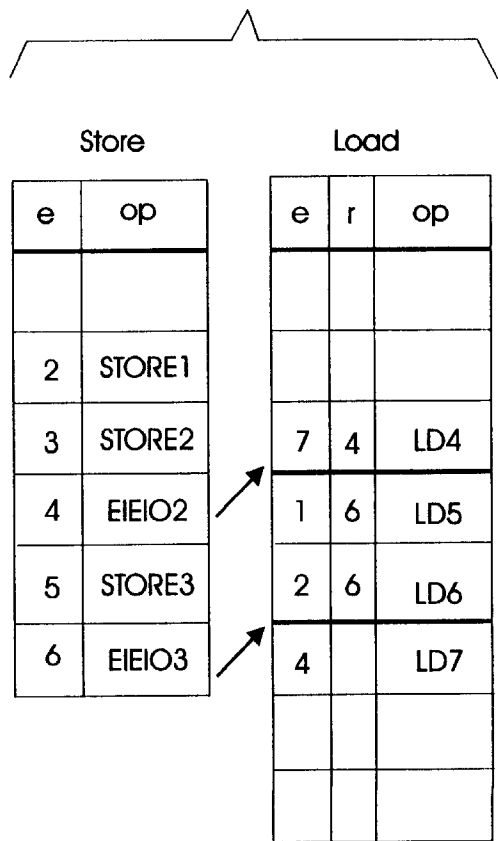 Store Load
e op e r op
2 STORE1
3 STORE2 7 4 LD4
4 EIEIO2 1 6 LD5
5 STORE3 2 6 LD6
6 EIEIO3 4 LD7